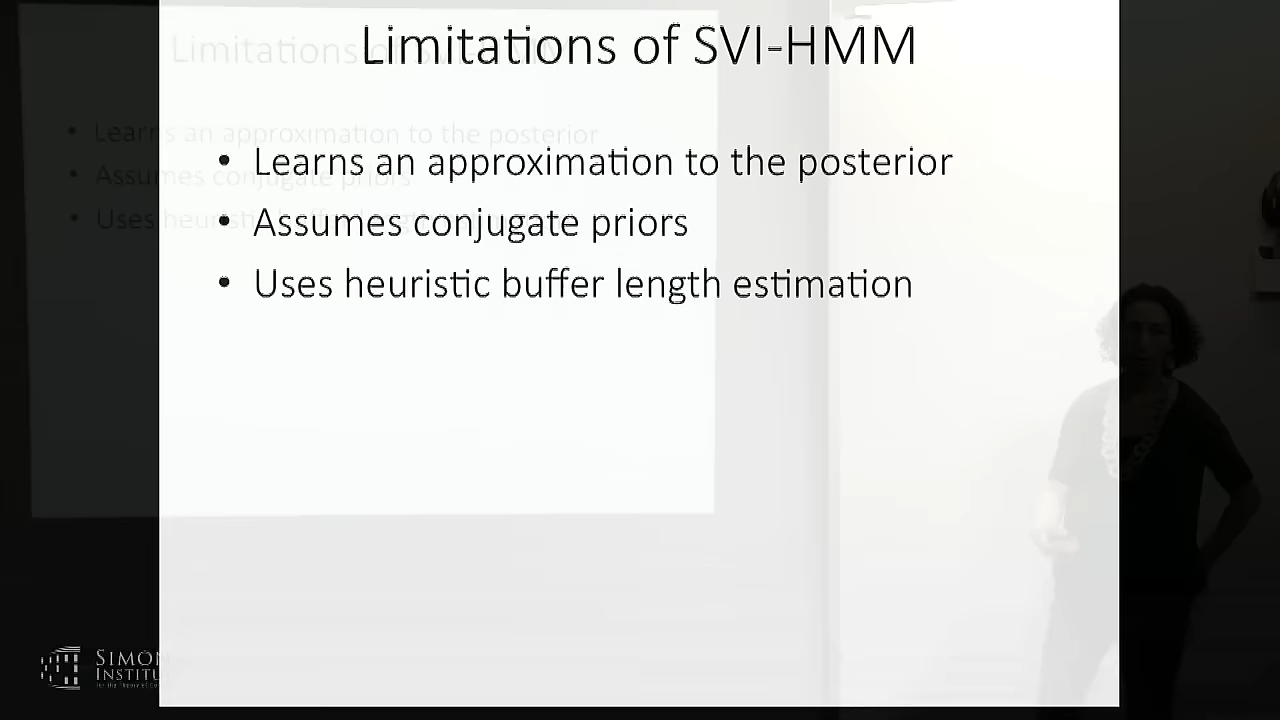 Limitations of SVI-HMM
• Learns an approximation to the posterior
• Assumes conjugate priors
• Uses heuristic buffer length estimation